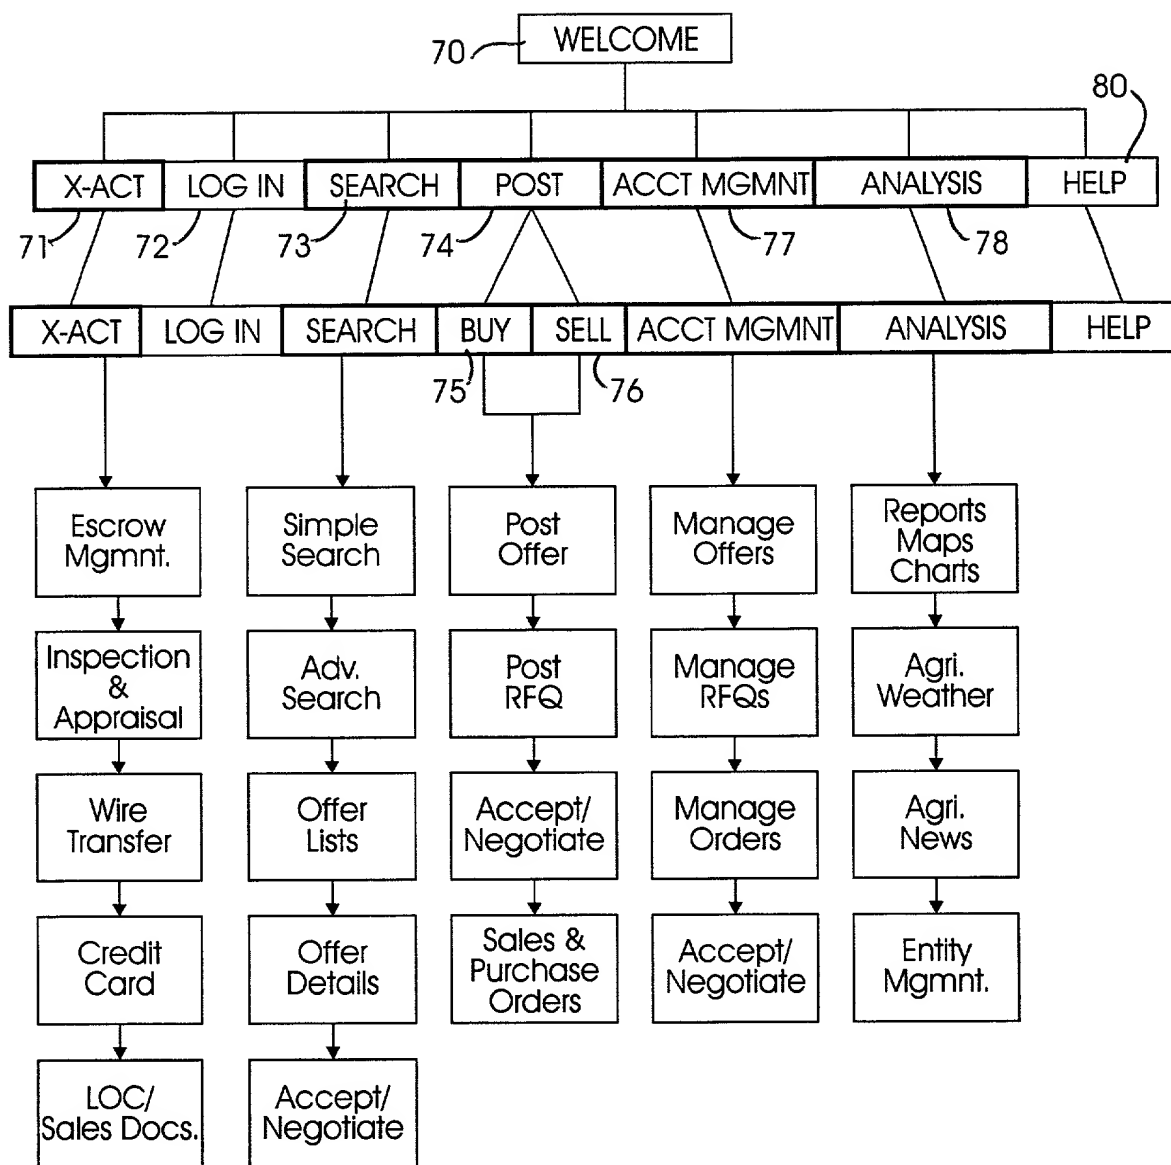 70
WELCOME
80
X-ACT
LOG IN
SEARCH
POST
ACCT MGMNT
ANALYSIS
HELP
71
72
73
74
77
78
X-ACT
LOG IN
SEARCH
BUY
SELL
ACCT MGMNT
ANALYSIS
HELP
75
76
Escrow
Mgmnt.
Simple
Search
Post
Offer
Manage
Offers
Reports
Maps
Charts
Inspection
&
Appraisal
Adv.
Search
Post
RFQ
Manage
RFQs
Agri.
Weather
Wire
Transfer
Offer
Lists
Accept/
Negotiate
Manage
Orders
Agri.
News
Credit
Card
Offer
Details
Sales &
Purchase
Orders
Accept/
Negotiate
Entity
Mgmnt.
LOC/
Sales Docs.
Accept/
Negotiate